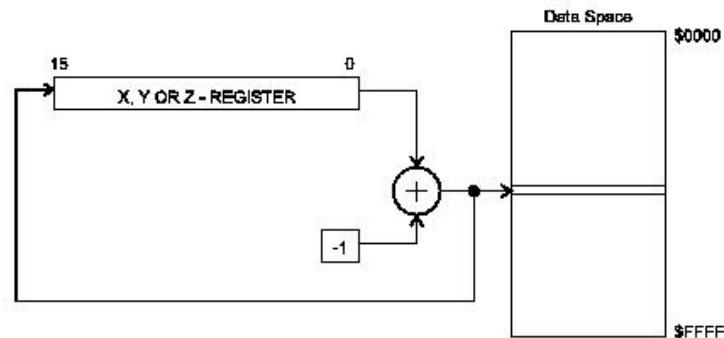 Data Space
$0000
15 0
X, Y OR Z - REGISTER
+
-1
$FFFF